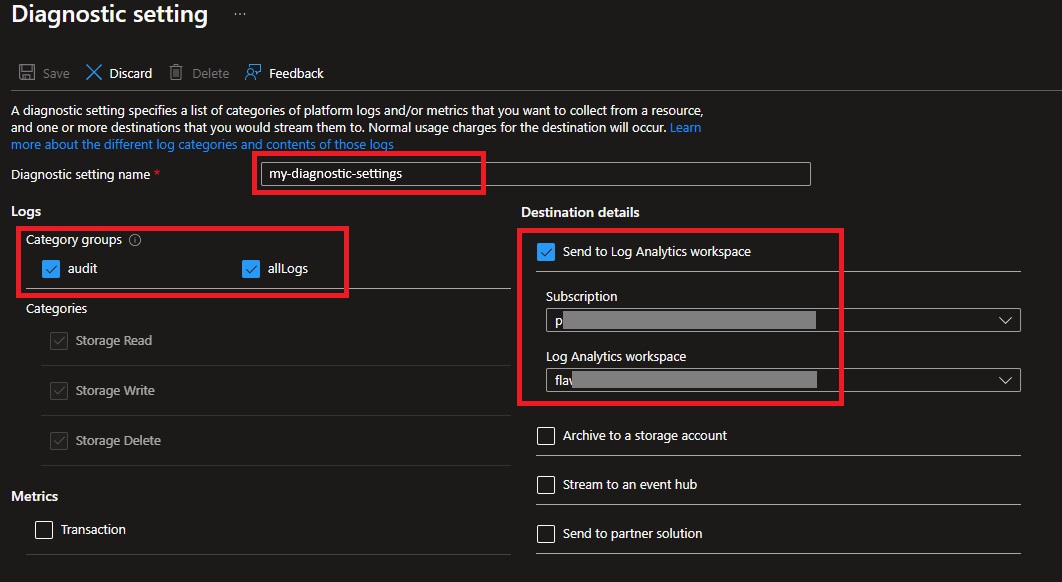 Diagnostic setting ...
Save Discard Delete Feedback
A diagnostic setting specifies a list of categories of platform logs and/or metrics that you want to collect from a resource,
and one or more destinations that you would stream them to. Normal usage charges for the destination will occur. Learn
more about the different log categories and contents of those logs
Diagnostic setting name *
my-diagnostic-settings
Logs
Category groups
audit
allLogs
Categories
Storage Read
Storage Write
Storage Delete
Metrics
Transaction
Destination details
Send to Log Analytics workspace
Subscription
p
Log Analytics workspace
Archive to a storage account
Stream to an event hub
Send to partner solution